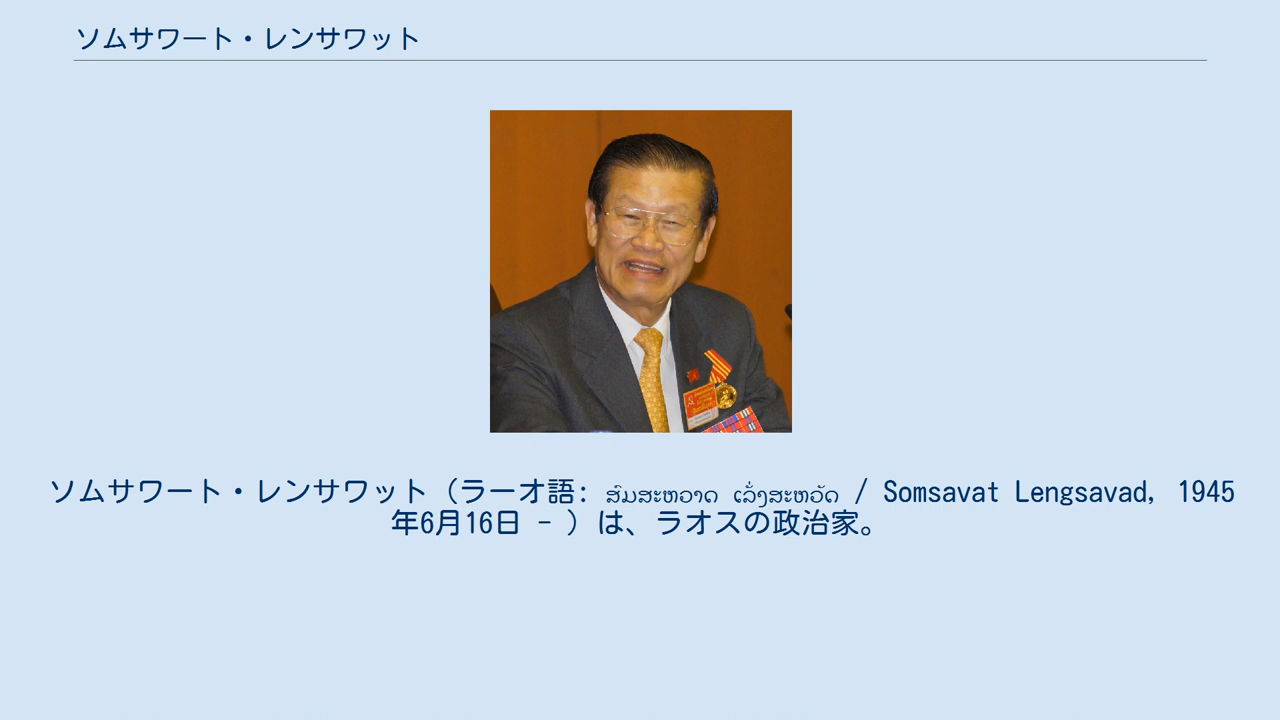 ソムサワート・レンサワット
ソムサワート・レンサワット（ラーオ語: ສົມສະຫວາດ ເລັ່ງສະຫວັດ / Somsavat Lengsavad, 1945
年6月16日 - ）は、ラオスの政治家。